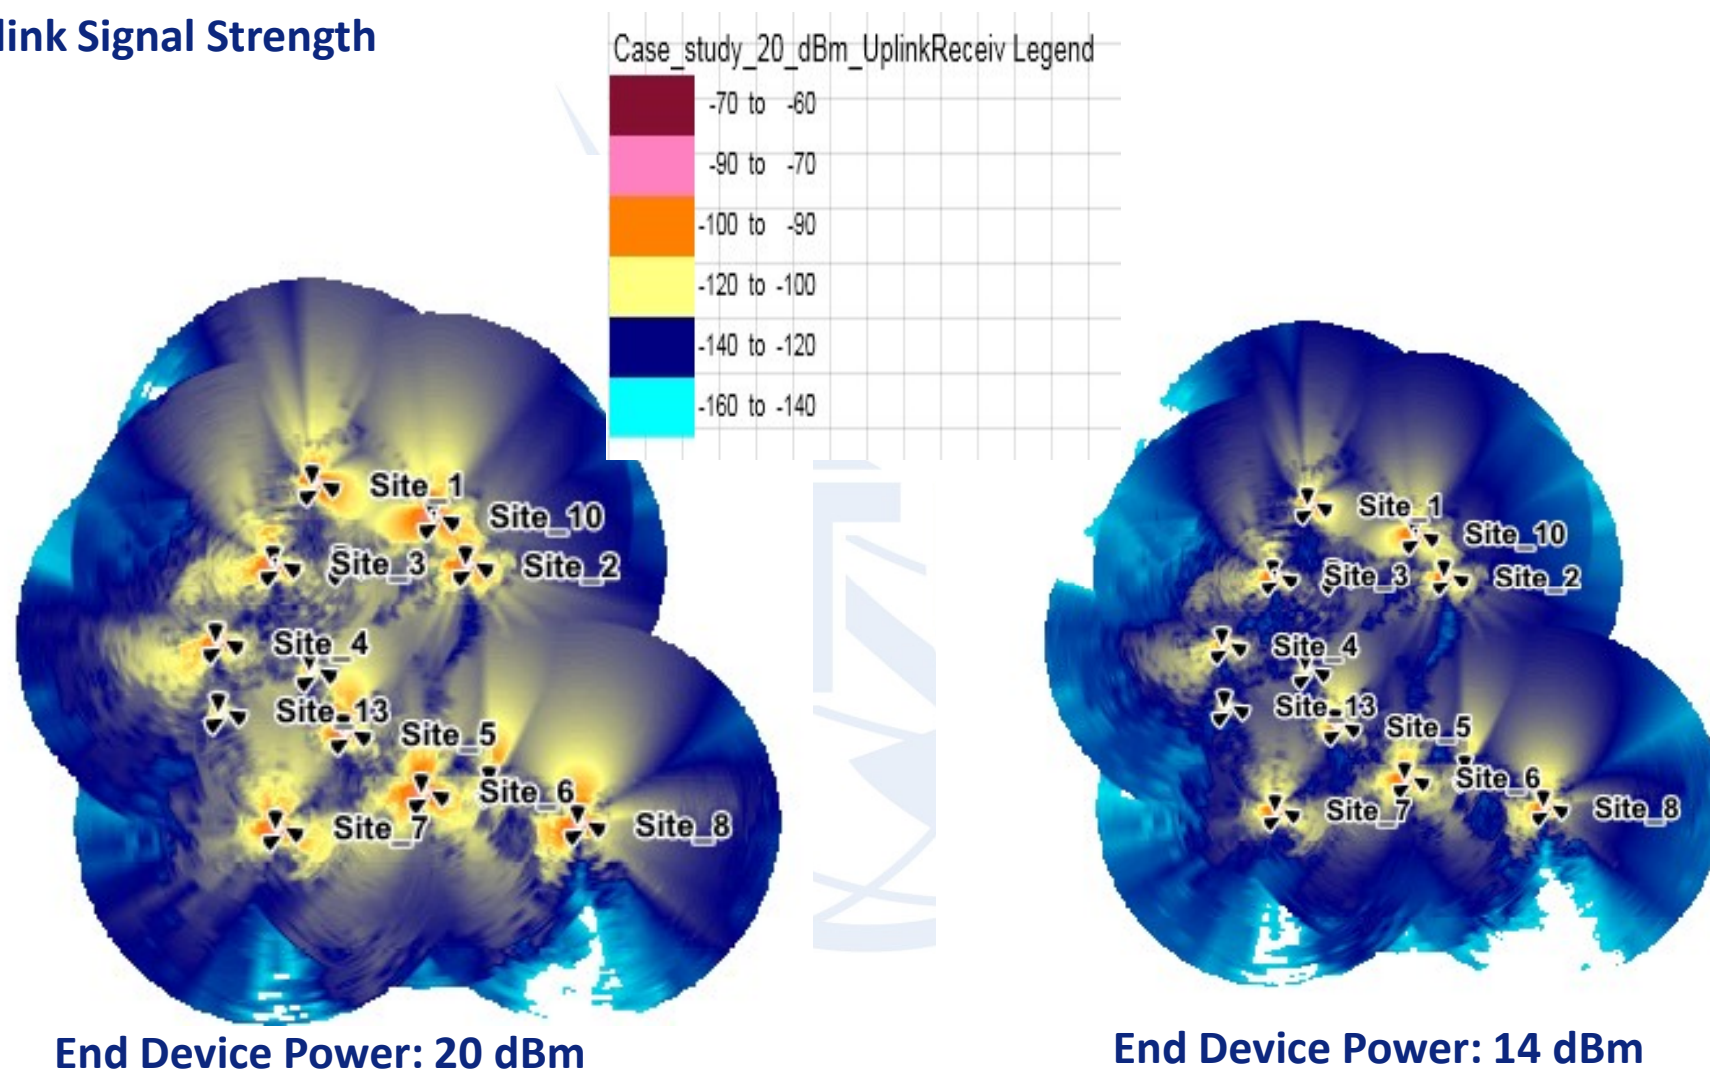 link Signal Strength
Case_study_20_dBm_UplinkReceiv Legend
-70 to -60
-90 to -70
-100 to -90
-120 to -100
-140 to -120
-160 to -140
Site_1
Site_10
Site_3
Site_2
Site_4
Site_13
Site_5
Site_6
Site_7
Site_8
End Device Power: 20 dBm
Site_1
Site_10
Site_3
Site_2
Site_4
Site_13
Site_5
Site_6
Site_7
Site_8
End Device Power: 14 dBm